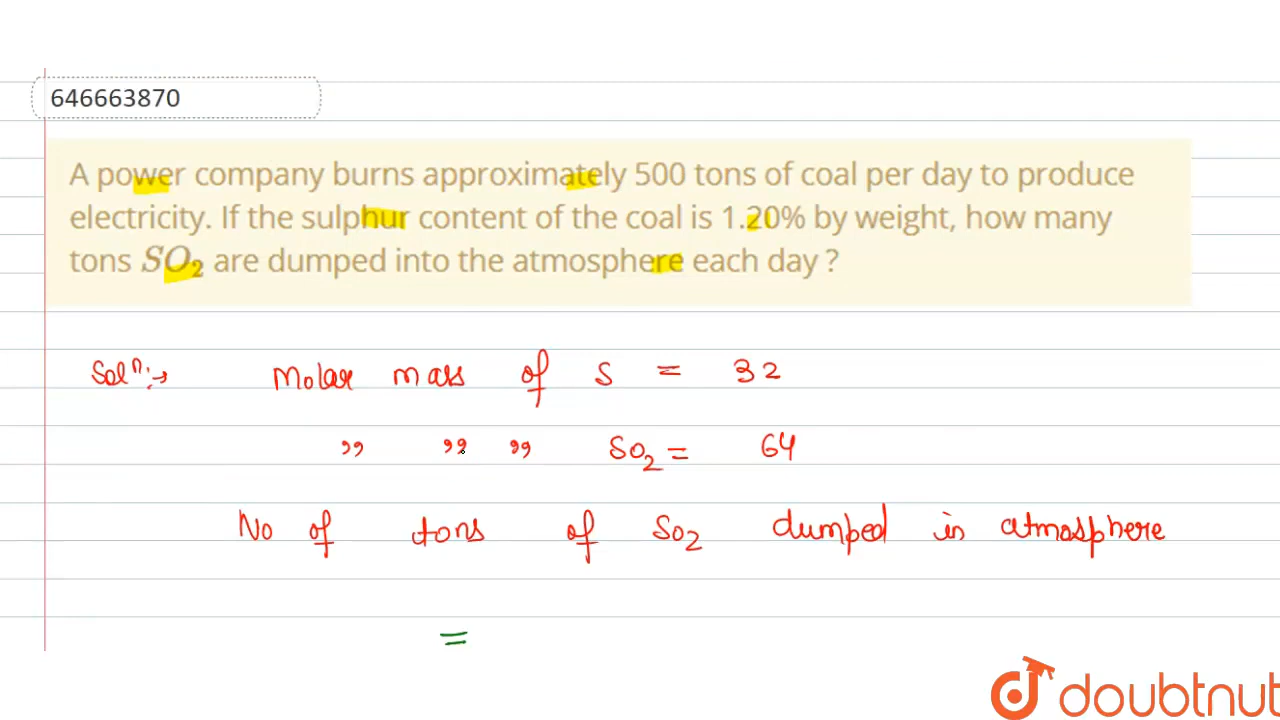 646663870
A power company burns approximately 500 tons of coal per day to produce
electricity. If the sulphur content of the coal is 1.20% by weight, how many
tons SO₂ are dumped into the atmosphere each day ?
Solⁿ:→ Molar mass of S = 32
” ” ” SO₂ = 64
No of tons of SO₂ dumped in atmosphere
=
doubtnut